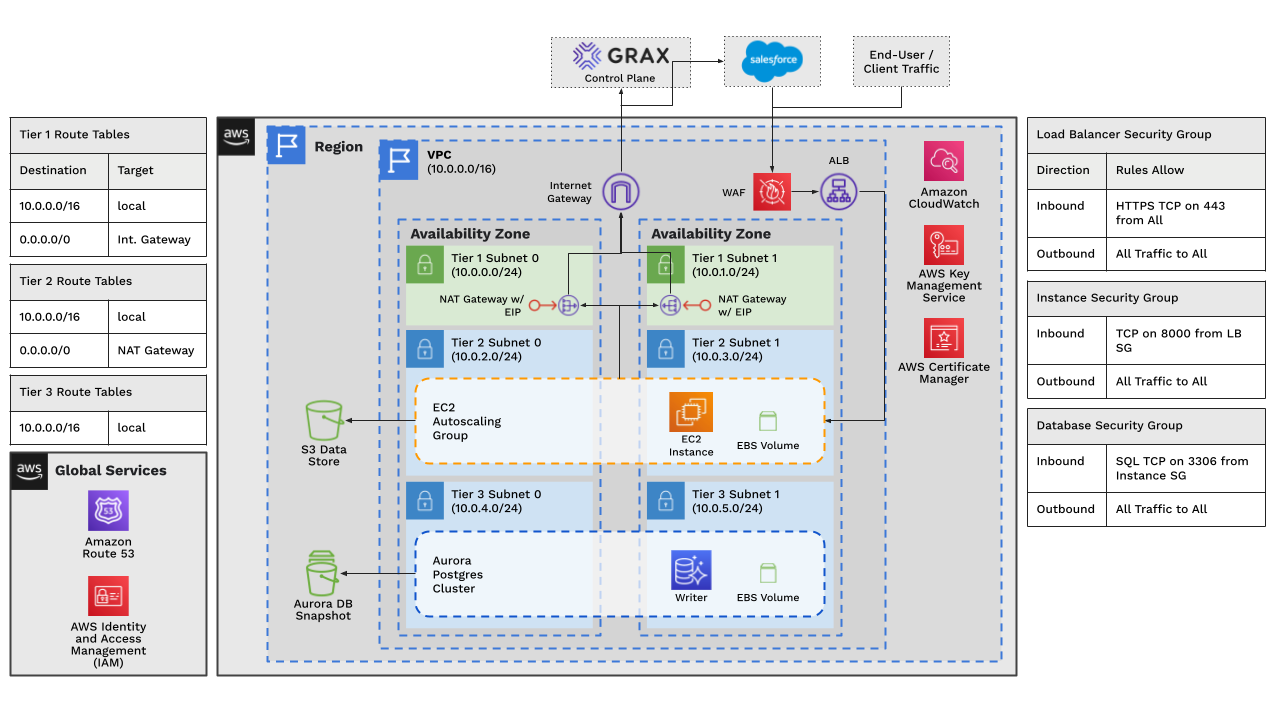 GRAX
Control Plane
salesforce
End-User /
Client Traffic
Tier 1 Route Tables
Destination Target
10.0.0.0/16 local
0.0.0.0/0 Int. Gateway
Tier 2 Route Tables
10.0.0.0/16 local
0.0.0.0/0 NAT Gateway
Tier 3 Route Tables
10.0.0.0/16 local
aws
Global Services
53
Amazon
Route 53
AWS Identity
and Access
Management
(IAM)
aws
Region
VPC
(10.0.0.0/16)
Internet
Gateway
WAF
ALB
Availability Zone
Tier 1 Subnet 0
(10.0.0.0/24)
NAT Gateway w/
EIP
Tier 2 Subnet 0
(10.0.2.0/24)
Availability Zone
Tier 1 Subnet 1
(10.0.1.0/24)
NAT Gateway
w/ EIP
Tier 2 Subnet 1
(10.0.3.0/24)
EC2
Autoscaling
Group
EC2
Instance
EBS Volume
S3 Data
Store
Tier 3 Subnet 0
(10.0.4.0/24)
Tier 3 Subnet 1
(10.0.5.0/24)
Aurora
Postgres
Cluster
Writer
EBS Volume
Aurora DB
Snapshot
Amazon
CloudWatch
AWS Key
Management
Service
AWS Certificate
Manager
Load Balancer Security Group
Direction Rules Allow
Inbound HTTPS TCP on 443
from All
Outbound All Traffic to All
Instance Security Group
Inbound TCP on 8000 from LB
SG
Outbound All Traffic to All
Database Security Group
Inbound SQL TCP on 3306 from
Instance SG
Outbound All Traffic to All